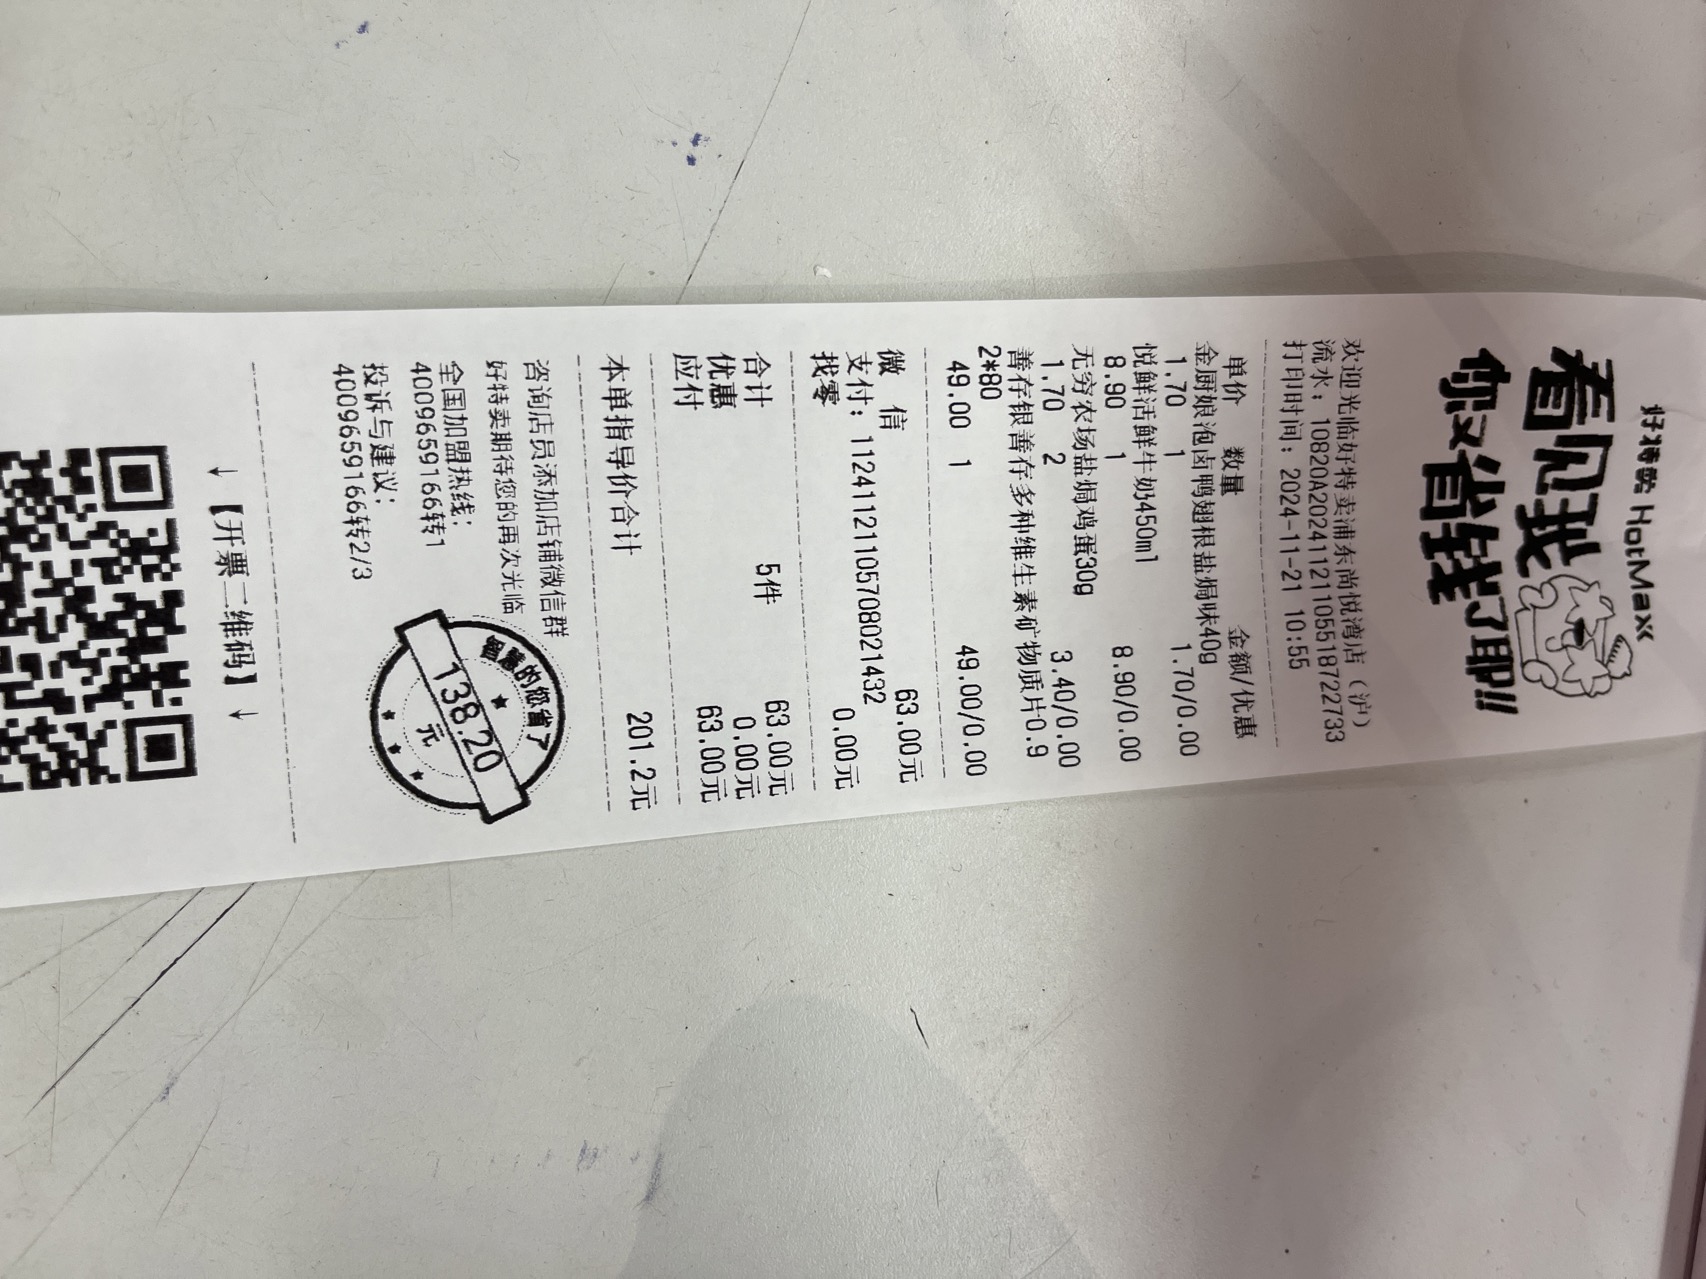 好特卖 HotMaxx
看见我
你又省钱了耶!!
欢迎光临好特卖浦东尚悦湾店（沪）
流水：10820A202411211055187227​33
打印时间：2024-11-21 10:55
单价 数量 金额/优惠
金厨娘泡卤鸭翅根盐焗味40g
1.70 1 1.70/0.00
悦鲜活鲜牛奶450ml
8.90 1 8.90/0.00
无穷农场盐焗鸡蛋30g
1.70 2 3.40/0.00
善存银善存多种维生素矿物质片0.9
2*80
49.00 1 49.00/0.00
微 信 63.00元
支付：112411211057080021432
找零 0.00元
合计 5件 63.00元
优惠 0.00元
应付 63.00元
本单指导价合计 201.2元
咨询店员添加店铺微信群
好特卖期待您的再次光临
全国加盟热线：
4009659166转1
投诉与建议：
4009659166转2/3
智慧的您省了
138.20
元
↓ 【开票二维码】 ↓